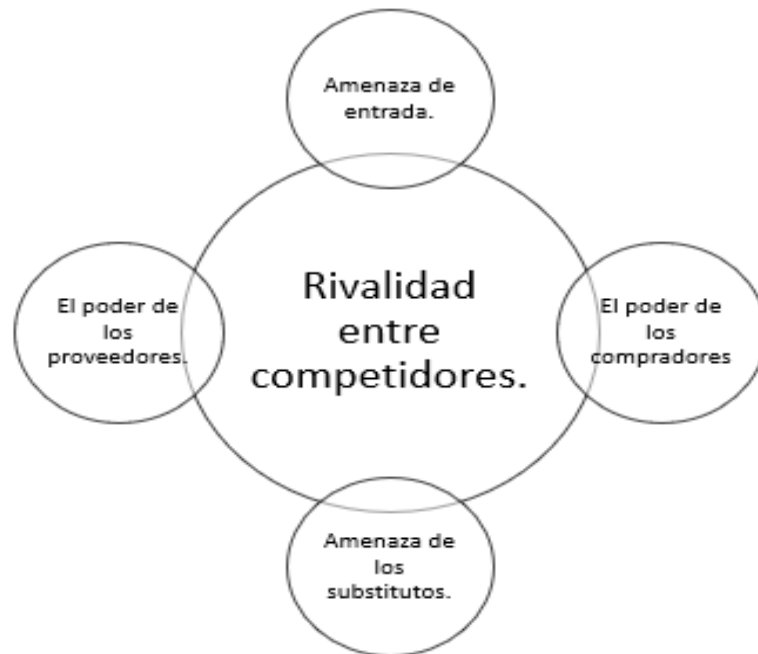 Amenaza de
entrada.
El poder de
los
proveedores.
Rivalidad
entre
competidores.
El poder de
los
compradores
Amenaza de
los
substitutos.